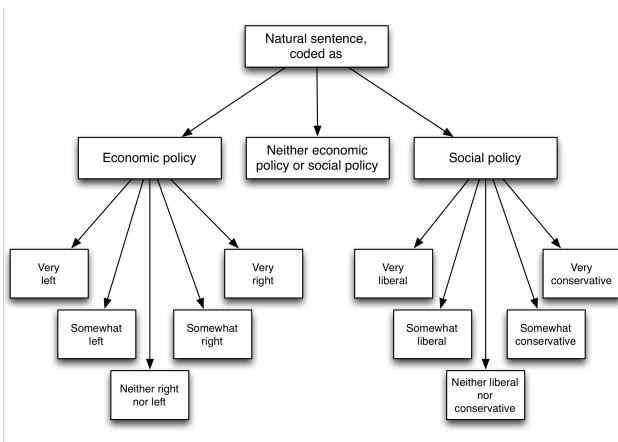 Natural sentence,
coded as
Economic policy
Neither economic
policy or social policy
Social policy
Very
left
Very
right
Very
liberal
Very
conservative
Somewhat
left
Somewhat
right
Somewhat
liberal
Somewhat
conservative
Neither right
nor left
Neither liberal
nor
conservative